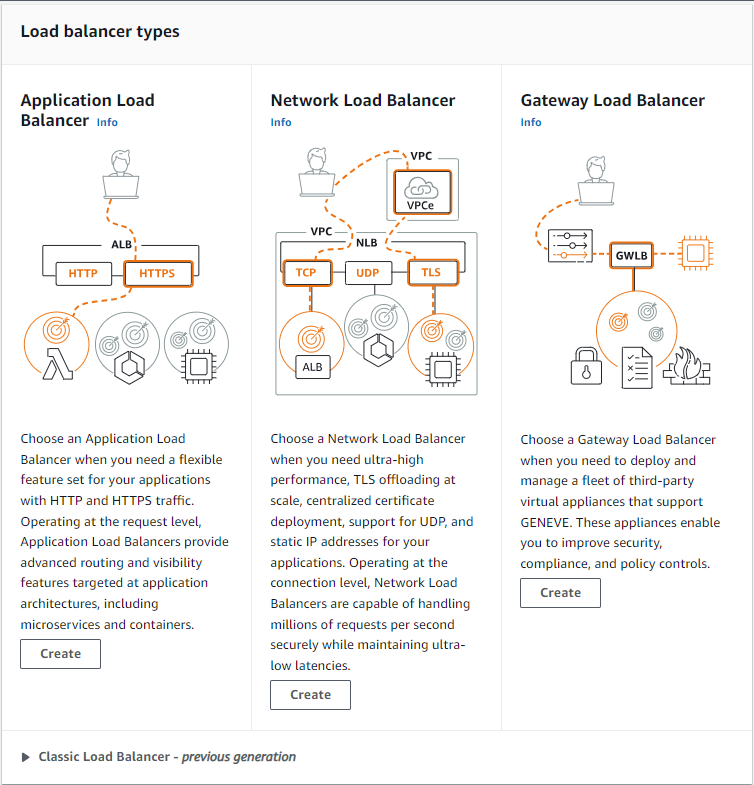 Load balancer types
Application Load
Balancer Info
ALB
HTTP
HTTPS
Choose an Application Load
Balancer when you need a flexible
feature set for your applications
with HTTP and HTTPS traffic.
Operating at the request level,
Application Load Balancers provide
advanced routing and visibility
features targeted at application
architectures, including
microservices and containers.
Create
Network Load Balancer
Info
VPC
VPCe
VPC
NLB
TCP
UDP
TLS
ALB
Choose a Network Load Balancer
when you need ultra-high
performance, TLS offloading at
scale, centralized certificate
deployment, support for UDP, and
static IP addresses for your
applications. Operating at the
connection level, Network Load
Balancers are capable of handling
millions of requests per second
securely while maintaining ultra-
low latencies.
Create
Gateway Load Balancer
Info
GWLB
Choose a Gateway Load Balancer
when you need to deploy and
manage a fleet of third-party
virtual appliances that support
GENEVE. These appliances enable
you to improve security,
compliance, and policy controls.
Create
Classic Load Balancer - previous generation